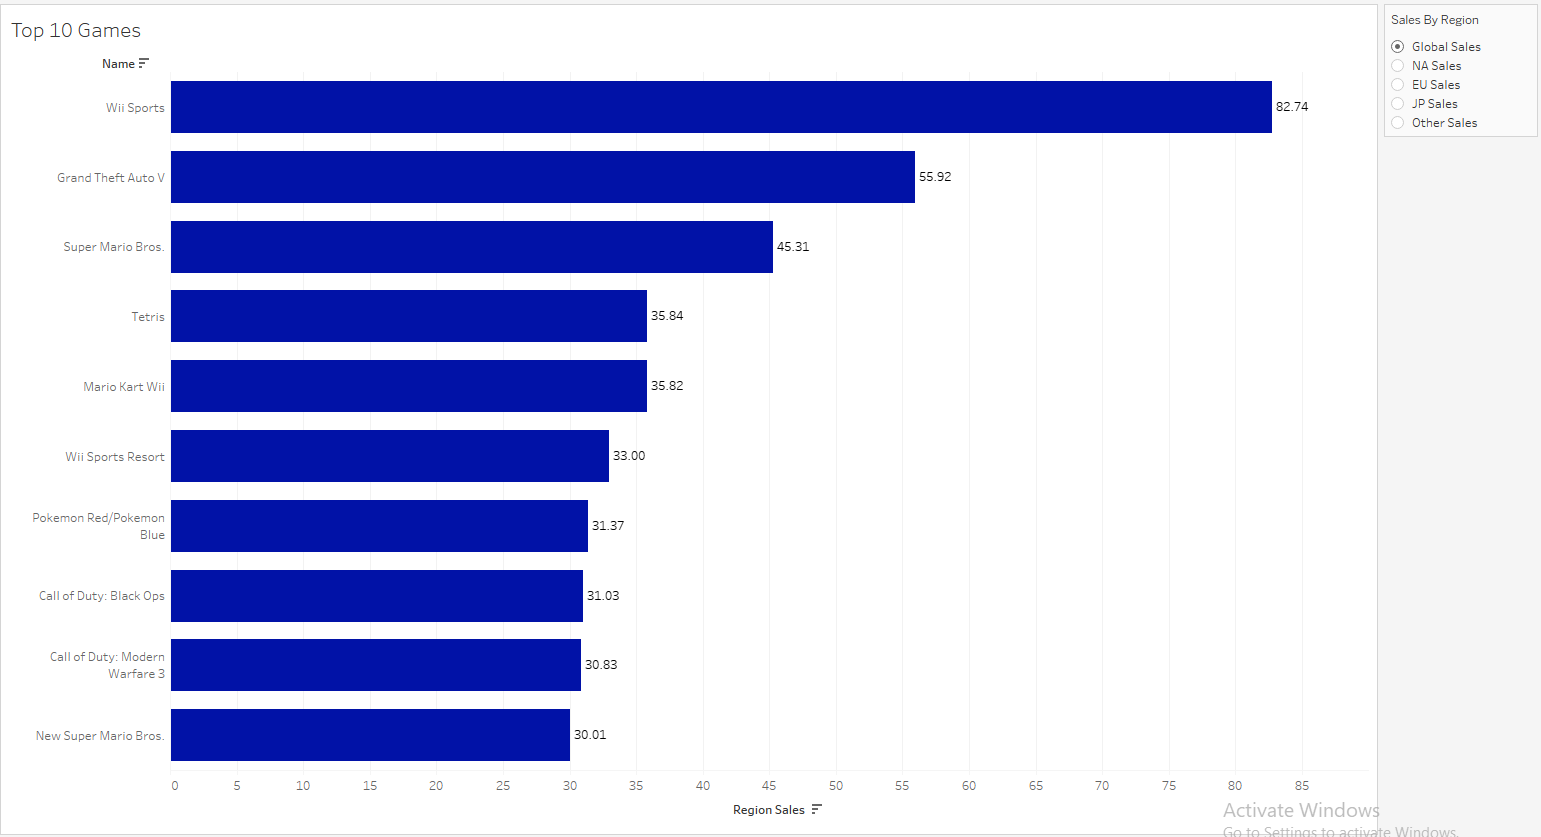 Top 10 Games
Name
Wii Sports
82.74
Grand Theft Auto V
55.92
Super Mario Bros.
45.31
Tetris
35.84
Mario Kart Wii
35.82
Wii Sports Resort
33.00
Pokemon Red/Pokemon
Blue
31.37
Call of Duty: Black Ops
31.03
Call of Duty: Modern
Warfare 3
30.83
New Super Mario Bros.
30.01
0 5 10 15 20 25 30 35 40 45 50 55 60 65 70 75 80 85
Region Sales
Sales By Region
Global Sales
NA Sales
EU Sales
JP Sales
Other Sales
Activate Windows
Go to Settings to activate Windows.